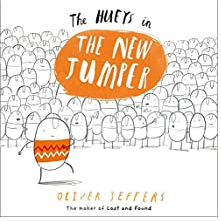 The HUEYS in
THE NEW
JUMPER
OLIVER JEFFERS
The maker of Lost and Found